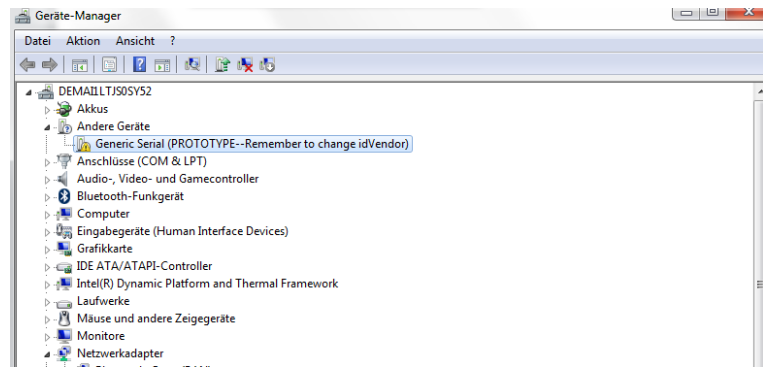 Geräte-Manager
Datei Aktion Ansicht ?
DEMAI1LTJS0SY52
Akkus
Andere Geräte
Generic Serial (PROTOTYPE--Remember to change idVendor)
Anschlüsse (COM & LPT)
Audio-, Video- und Gamecontroller
Bluetooth-Funkgerät
Computer
Eingabegeräte (Human Interface Devices)
Grafikkarte
IDE ATA/ATAPI-Controller
Intel(R) Dynamic Platform and Thermal Framework
Laufwerke
Mäuse und andere Zeigegeräte
Monitore
Netzwerkadapter